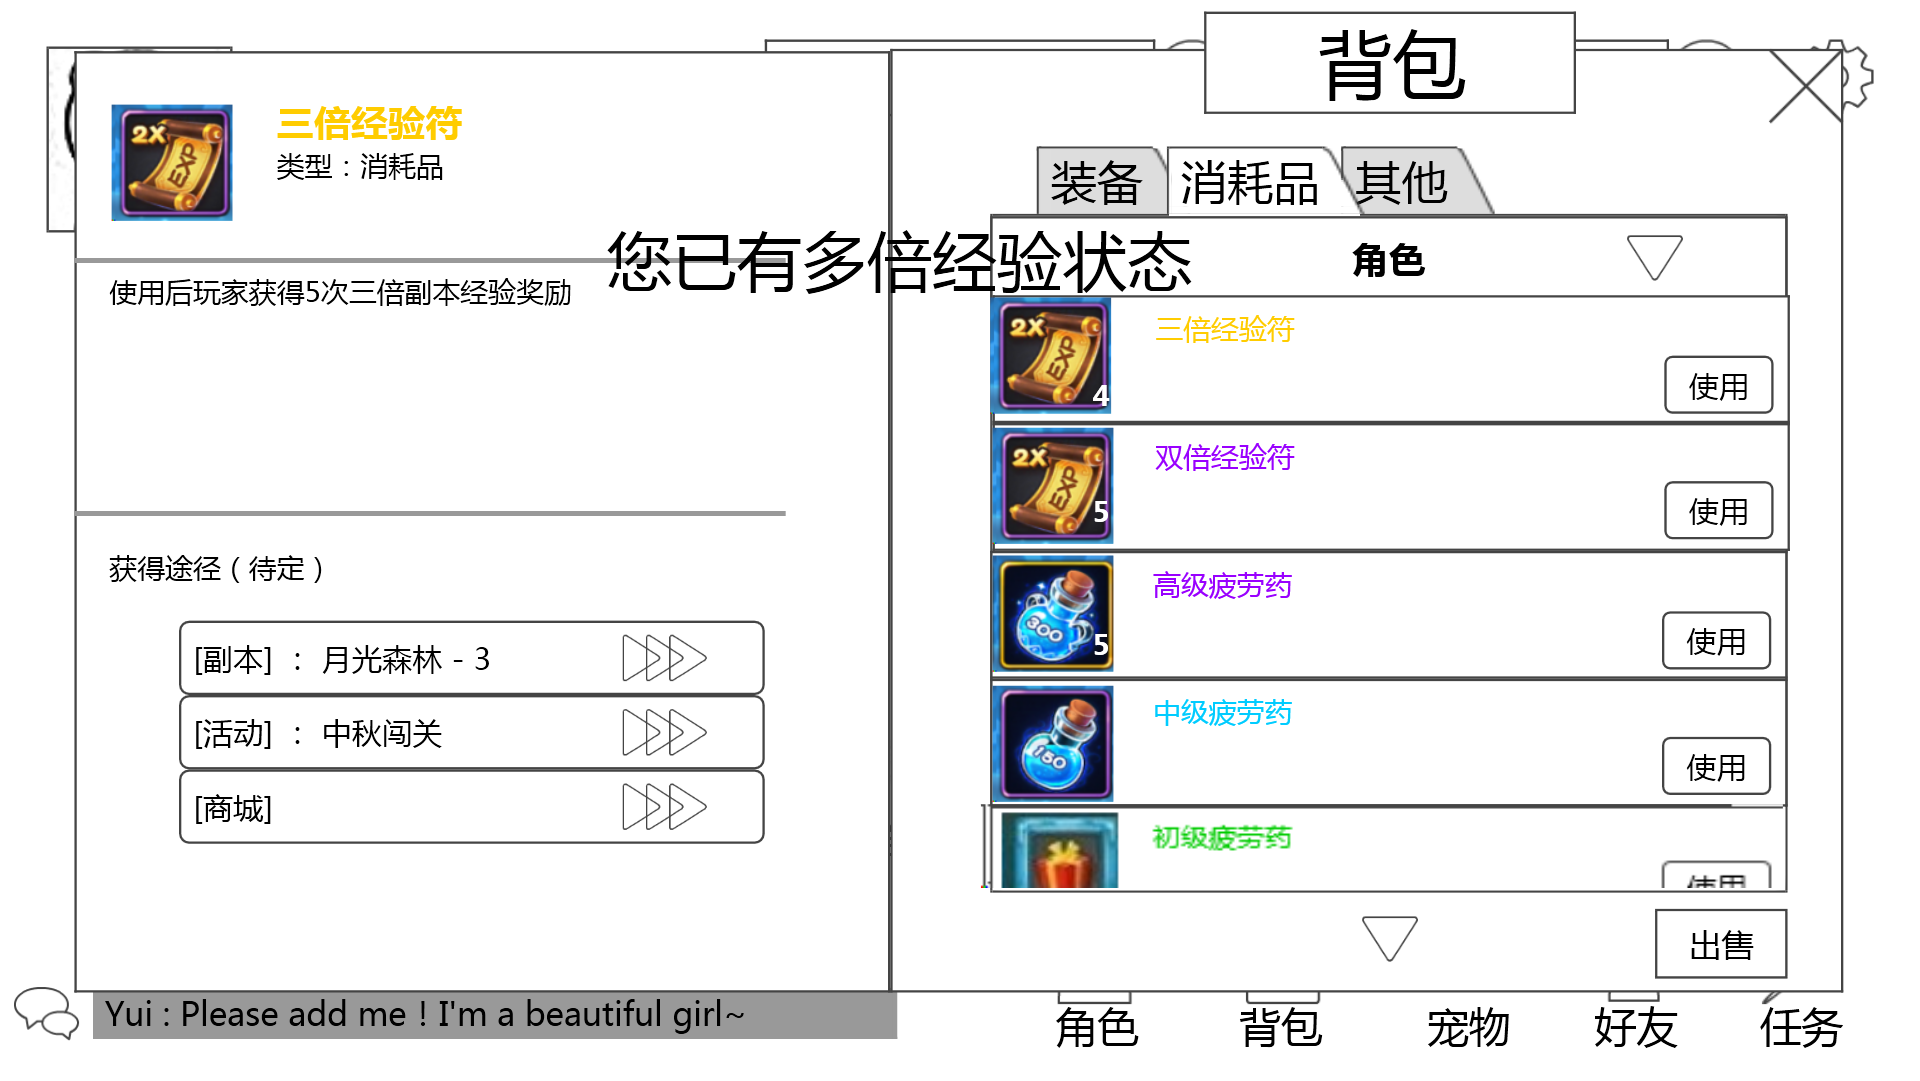 背包
2X
EXP
三倍经验符
类型：消耗品
装备
消耗品
其他
您已有多倍经验状态
角色
使用后玩家获得5次三倍副本经验奖励
2X
EXP
4
三倍经验符
使用
2X
EXP
5
双倍经验符
使用
获得途径（待定）
300
5
高级疲劳药
使用
[副本] ： 月光森林 - 3
[活动] ： 中秋闯关
[商城]
150
中级疲劳药
使用
初级疲劳药
使用
出售
Yui : Please add me ! I'm a beautiful girl~
角色
背包
宠物
好友
任务